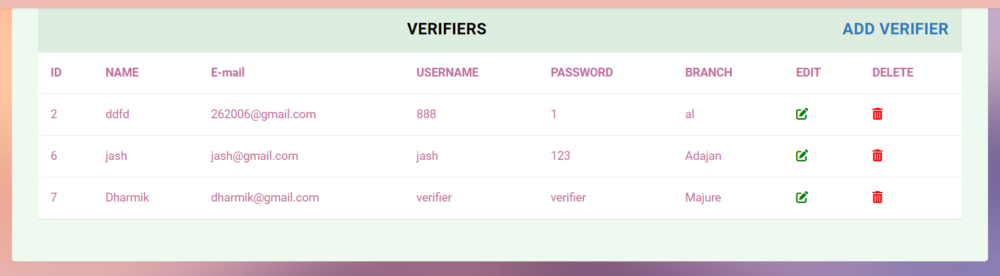 VERIFIERS ADD VERIFIER
ID NAME E-mail USERNAME PASSWORD BRANCH EDIT DELETE
2 ddfd 262006@gmail.com 888 1 al
6 jash jash@gmail.com jash 123 Adajan
7 Dharmik dharmik@gmail.com verifier verifier Majure